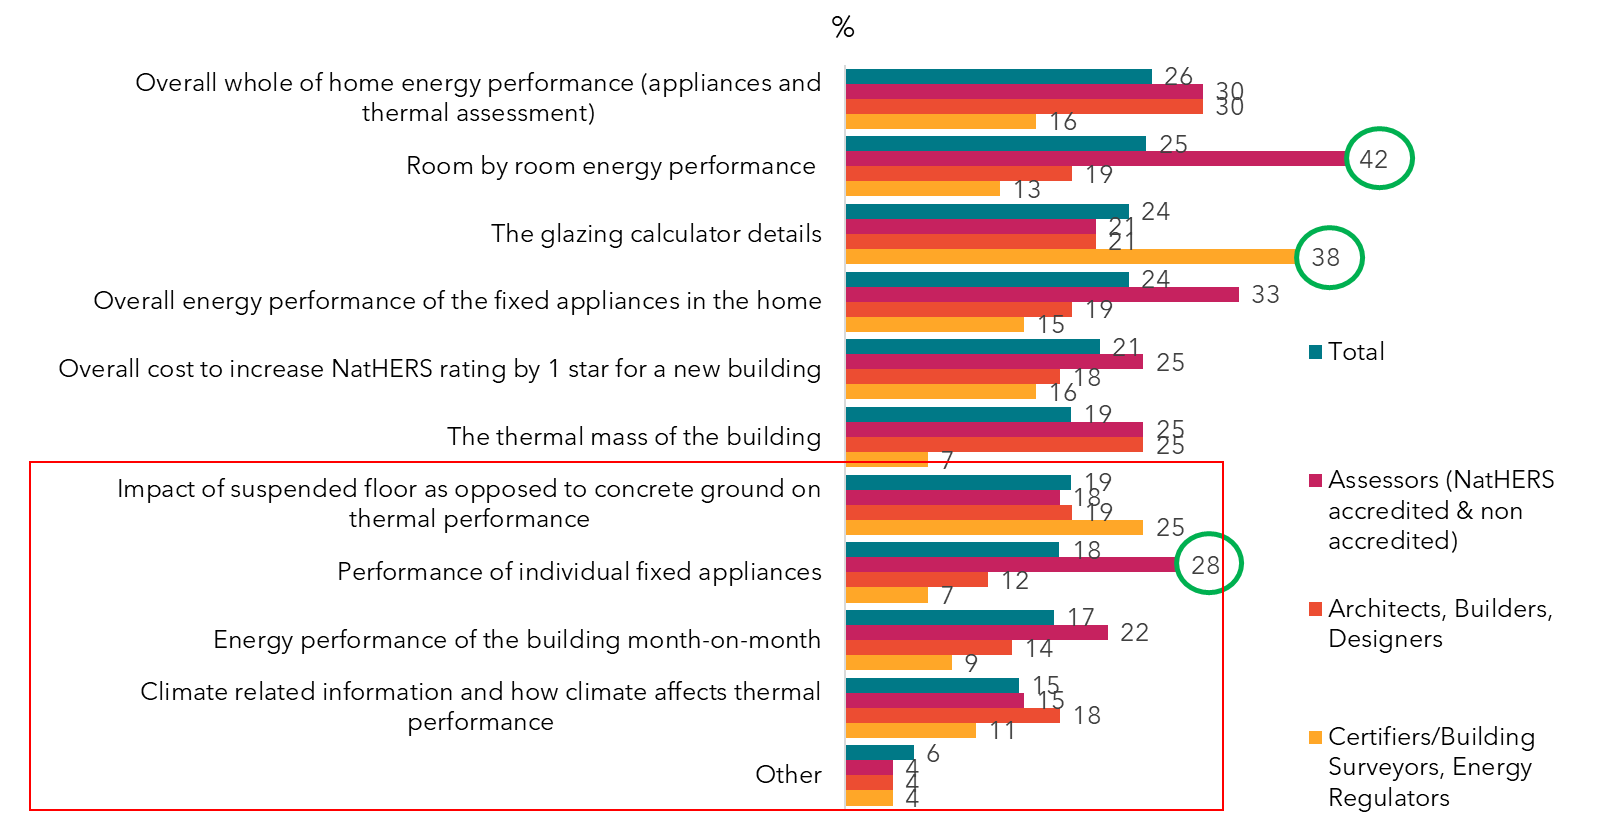 %
Overall whole of home energy performance (appliances and
thermal assessment)
26
30
30
16
Room by room energy performance
25
42
19
13
The glazing calculator details
24
21
21
38
Overall energy performance of the fixed appliances in the home
24
33
19
15
Overall cost to increase NatHERS rating by 1 star for a new building
21
25
18
16
The thermal mass of the building
19
25
25
7
Impact of suspended floor as opposed to concrete ground on
thermal performance
19
18
19
25
Performance of individual fixed appliances
18
28
12
7
Energy performance of the building month-on-month
17
22
14
9
Climate related information and how climate affects thermal
performance
15
15
18
11
Other
6
4
4
4
Total
Assessors (NatHERS
accredited & non
accredited)
Architects, Builders,
Designers
Certifiers/Building
Surveyors, Energy
Regulators